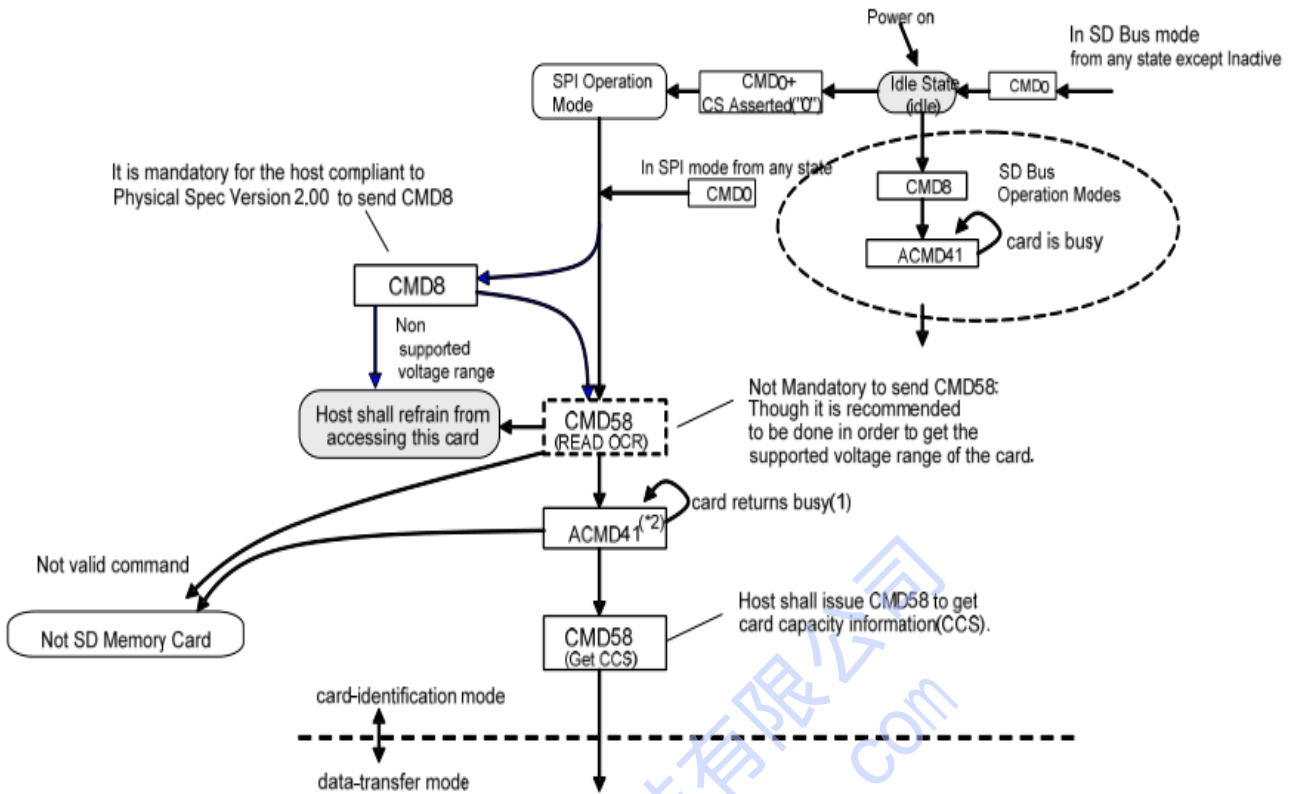 Power on
In SD Bus mode
from any state except Inactive
SPI Operation
Mode
CMD0+
CS Asserted("0")
Idle State
(idle)
CMD0
It is mandatory for the host compliant to
Physical Spec Version 2.00 to send CMD8
In SPI mode from any state
CMD0
CMD8
SD Bus
Operation Modes
ACMD41
card is busy
CMD8
Non
supported
voltage range
Host shall refrain from
accessing this card
CMD58
(READ OCR)
Not Mandatory to send CMD58:
Though it is recommended
to be done in order to get the
supported voltage range of the card.
ACMD41(*2)
card returns busy(1)
Not valid command
Not SD Memory Card
CMD58
(Get CCS)
Host shall issue CMD58 to get
card capacity information(CCS).
card-identification mode
data-transfer mode
有限公司
com